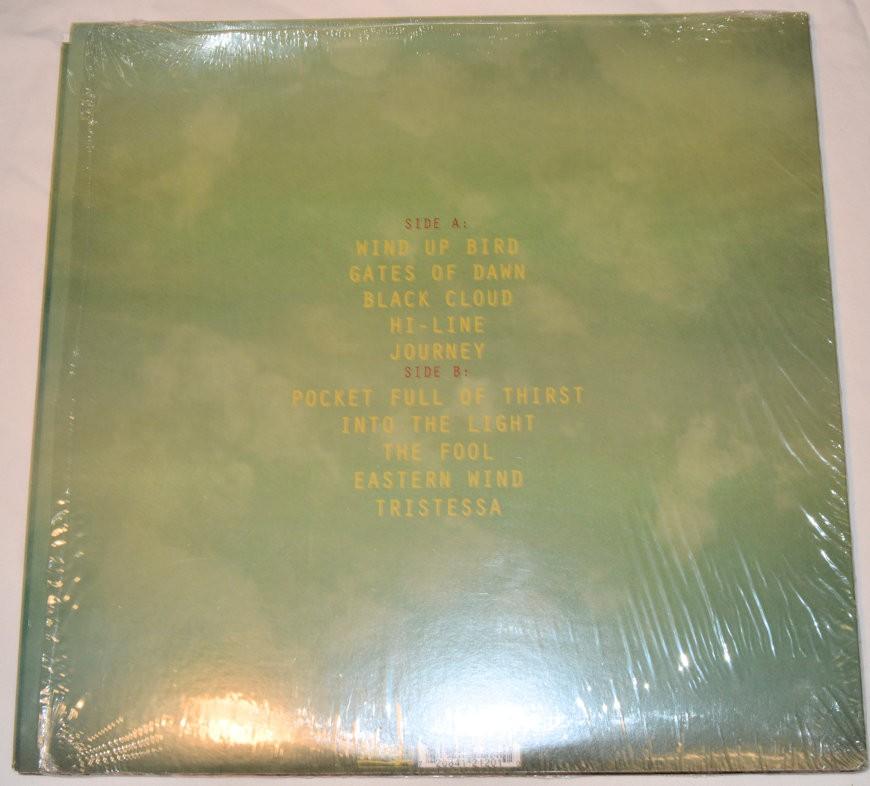 SIDE A:
WIND UP BIRD
GATES OF DAWN
BLACK CLOUD
HI-LINE
JOURNEY
SIDE B:
POCKET FULL OF THIRST
INTO THE LIGHT
THE FOOL
EASTERN WIND
TRISTESSA